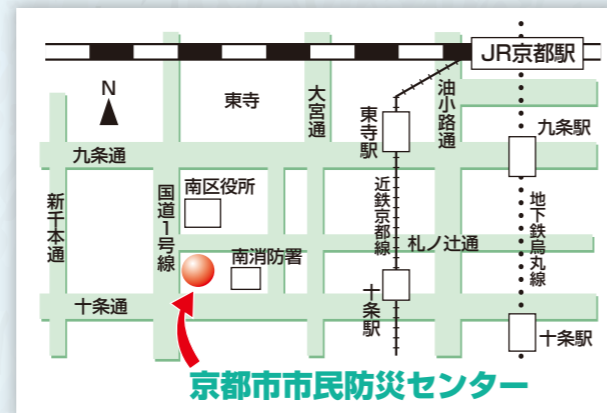 JR京都駅
N
東寺
大宮通
東寺駅
油小路通
九条駅
九条通
新千本通
国道1号線
南区役所
近鉄京都線
地下鉄烏丸線
札ノ辻通
南消防署
十条通
十条駅
十条駅
京都市市民防災センター